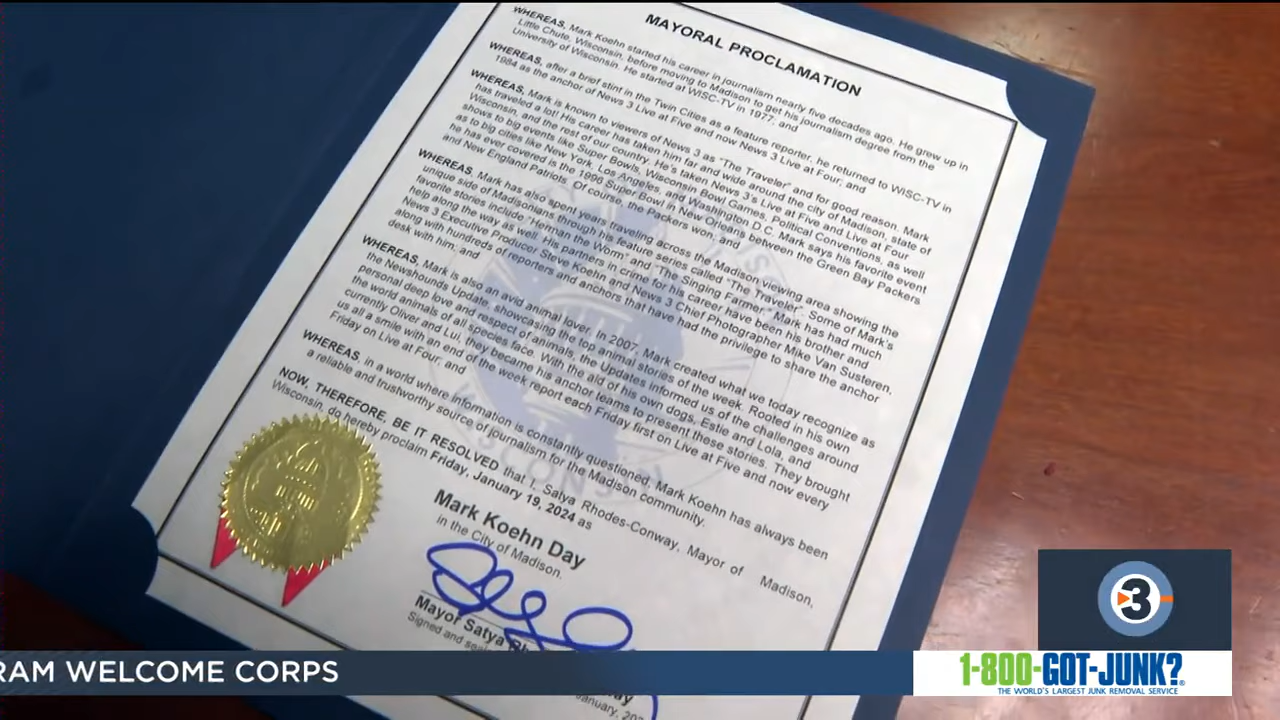 MAYORAL PROCLAMATION
WHEREAS, Mark Koehn started his career in journalism nearly five decades ago. He grew up in
Little Chute, Wisconsin, before moving to Madison to get his journalism degree from the
University of Wisconsin. He started at WISC-TV in 1977; and
WHEREAS, after a brief stint in the Twin Cities as a feature reporter, he returned to WISC-TV in
1984 as the anchor of News 3 Live at Five and now News 3 Live at Four; and
WHEREAS, Mark is known to viewers of News 3 as "The Traveler" and for good reason. Mark
has traveled a lot! His career has taken him far and wide around the city of Madison, state of
Wisconsin, and the rest of our country. He's taken News 3's Live at Five and Live at Four
shows to big events like Super Bowls, Wisconsin Bowl Games, Political Conventions, as well
as to big cities like New York, Los Angeles, and Washington D.C. Mark says his favorite event
he has ever covered is the 1996 Super Bowl in New Orleans between the Green Bay Packers
and New England Patriots. Of course, the Packers won; and
WHEREAS, Mark has also spent years traveling across the Madison viewing area showing the
unique side of Madisonians through his feature series called "The Traveler". Some of Mark's
favorite stories include "Herman the Worm" and "The Singing Farmer." Mark has had much
help along the way as well. His partners in crime for his career have been his brother and
News 3 Executive Producer Steve Koehn and News 3 Chief Photographer Mike Van Susteren,
along with hundreds of reporters and anchors that have had the privilege to share the anchor
desk with him; and
WHEREAS, Mark is also an avid animal lover. In 2007, Mark created what we today recognize as
the Newshounds Update, showcasing the top animal stories of the week. Rooted in his own
personal deep love and respect of animals, the Updates informed us of the challenges around
the world animals of all species face. With the aid of his own dogs, Estie and Lola, and
currently Oliver and Lui, they became his anchor teams to present these stories. They brought
us all a smile with an end of the week report each Friday first on Live at Five and now every
Friday on Live at Four; and
WHEREAS, in a world where information is constantly questioned, Mark Koehn has always been
a reliable and trustworthy source of journalism for the Madison community.
NOW, THEREFORE, BE IT RESOLVED that I, Satya Rhodes-Conway, Mayor of Madison,
Wisconsin, do hereby proclaim Friday, January 19, 2024 as
Mark Koehn Day
in the City of Madison.
Mayor Satya
Signed and
January,
3
RAM WELCOME CORPS
1-800-GOT-JUNK?
THE WORLD'S LARGEST JUNK REMOVAL SERVICE